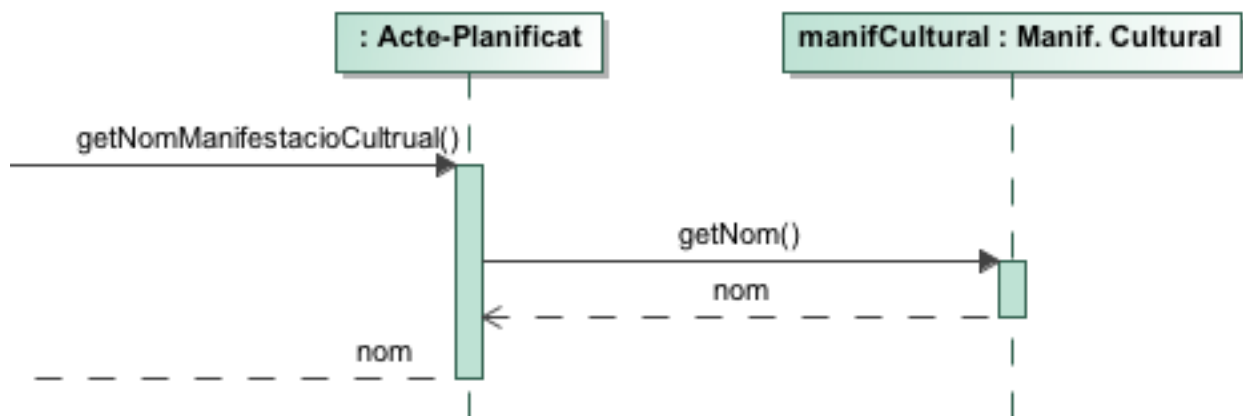 : Acte-Planificat
manifCultural : Manif. Cultural
getNomManifestacioCultrual()
getNom()
nom
nom